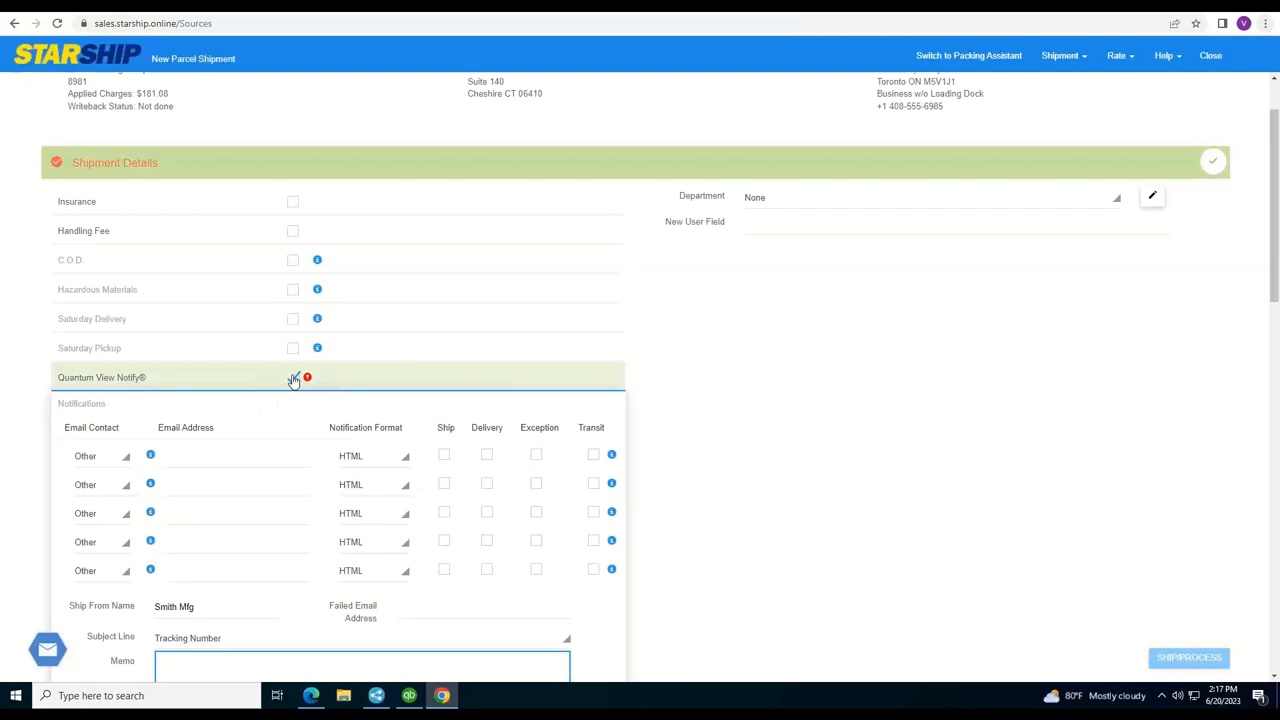 sales.starship.online/Sources
V
STARSHIP New Parcel Shipment Switch to Packing Assistant Shipment Rate Help Close
8981 Suite 140 Toronto ON M5V1J1
Applied Charges: $181.08 Cheshire CT 06410 Business w/o Loading Dock
Writeback Status: Not done +1 408-555-6985
Shipment Details
Insurance Department None
Handling Fee New User Field
C.O.D.
Hazardous Materials
Saturday Delivery
Saturday Pickup
Quantum View Notify®
Notifications
Email Contact Email Address Notification Format Ship Delivery Exception Transit
Other HTML
Other HTML
Other HTML
Other HTML
Other HTML
Ship From Name Smith Mfg Failed Email Address
Subject Line Tracking Number
Memo
SHIP/PROCESS
Type here to search qb 80°F Mostly cloudy 2:17 PM
6/20/2023